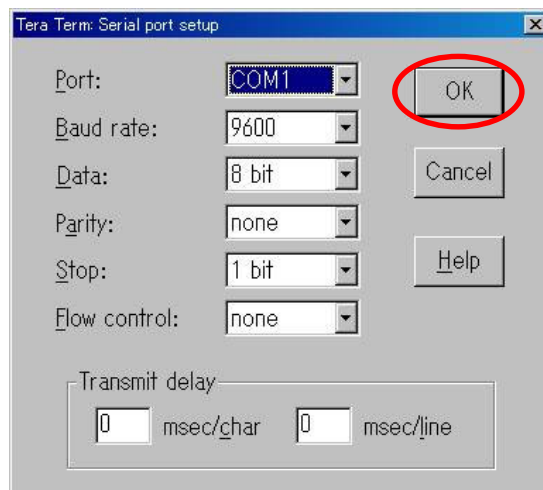 Tera Term: Serial port setup
Port: COM1
OK
Baud rate: 9600
Data: 8 bit
Cancel
Parity: none
Stop: 1 bit
Help
Flow control: none
Transmit delay
0 msec/char 0 msec/line